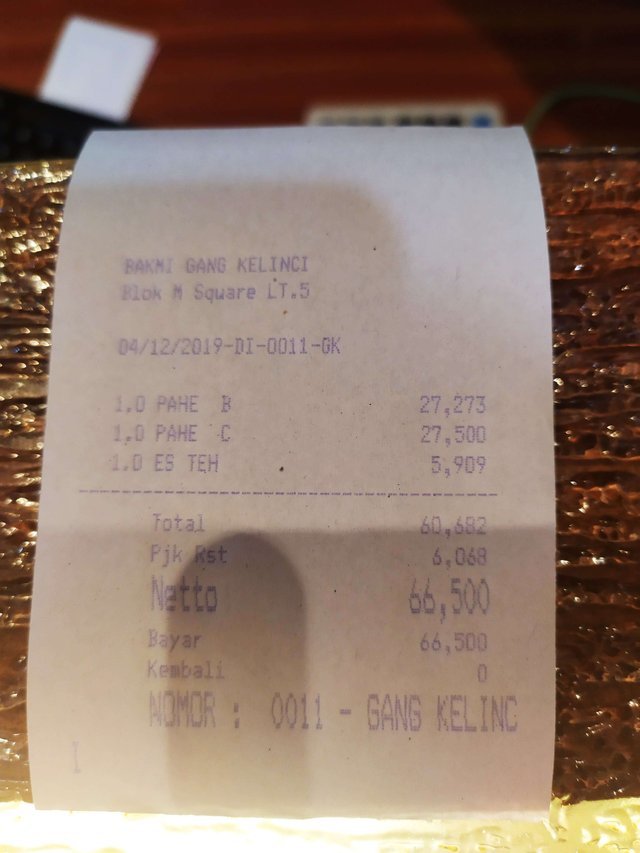 BAKMI GANG KELINCI
Blok M Square LT.5
04/12/2019-DI-0011-GK
1.0 PAHE B 27,273
1.0 PAHE C 27,500
1.0 ES TEH 5,909
Total 60,682
Pjk Rst 6,068
Netto 66,500
Bayar 66,500
Kembali 0
NOMOR : 0011 - GANG KELINC
I